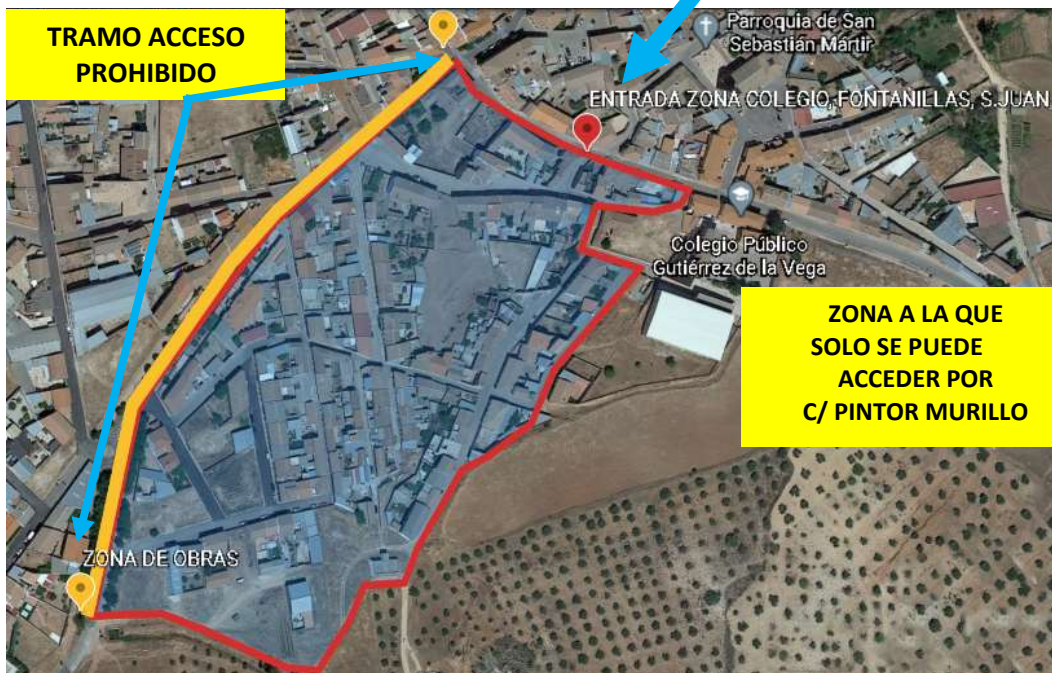 TRAMO ACCESO
PROHIBIDO
Parroquia de San
Sebastián Mártir
ENTRADA ZONA COLEGIO, FONTANILLAS, S.JUAN
Colegio Público
Gutiérrez de la Vega
ZONA A LA QUE
SOLO SE PUEDE
ACCEDER POR
C/ PINTOR MURILLO
ZONA DE OBRAS